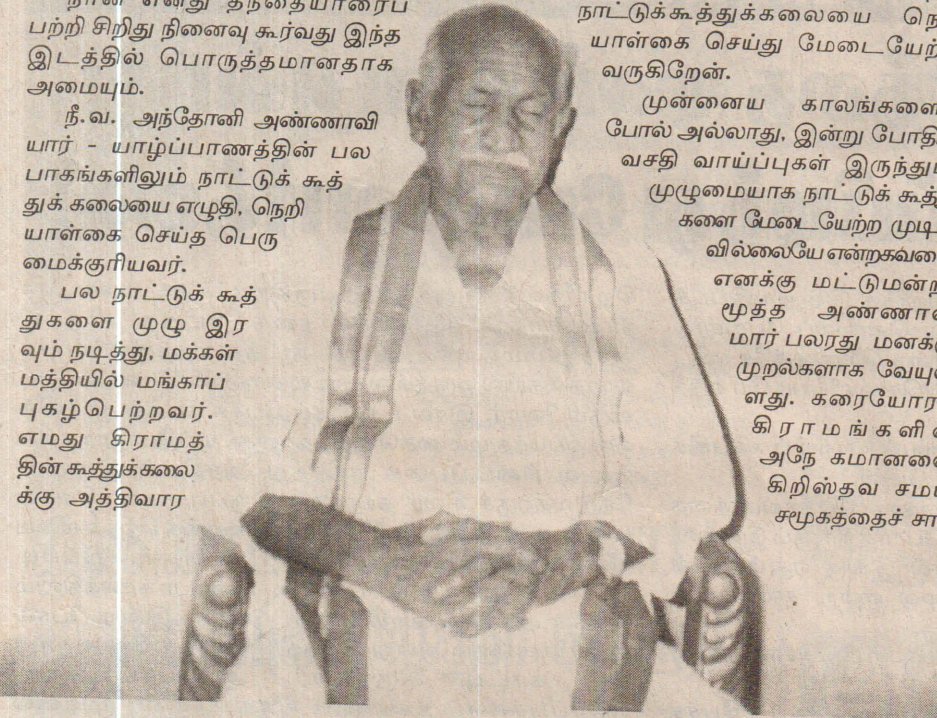 நான் எனது தந்தையாரைப்
பற்றி சிறிது நினைவு கூர்வது இந்த
இடத்தில் பொருத்தமானதாக
அமையும்.
நீ.வ. அந்தோனி அண்ணாவி
யார் - யாழ்ப்பாணத்தின் பல
பாகங்களிலும் நாட்டுக் கூத்
துக் கலையை எழுதி, நெறி
யாள்கை செய்த பெரு
மைக்குரியவர்.
பல நாட்டுக் கூத்
துகளை முழு இர
வும் நடித்து, மக்கள்
மத்தியில் மங்காப்
புகழ்பெற்றவர்.
எமது கிராமத்
தின் கூத்துக்கலை
க்கு அத்திவார
நாட்டுக்கூத்துக்கலையை நெ
யாள்கை செய்து மேடையேற்
வருகிறேன்.
முன்னைய காலங்களை
போல் அல்லாது, இன்று போதி
வசதி வாய்ப்புகள் இருந்து
முழுமையாக நாட்டுக் கூத்
களை மேடையேற்ற முடி
வில்லையே என்றகவலை
எனக்கு மட்டுமன்ற
மூத்த அண்ணா
மார் பலரது மனக்கு
முறல்களாக வேயு
ளது. கரையோர
கிராமங்களி
அநே கமானவை
கிறிஸ்தவ சம
சமூகத்தைச் சா